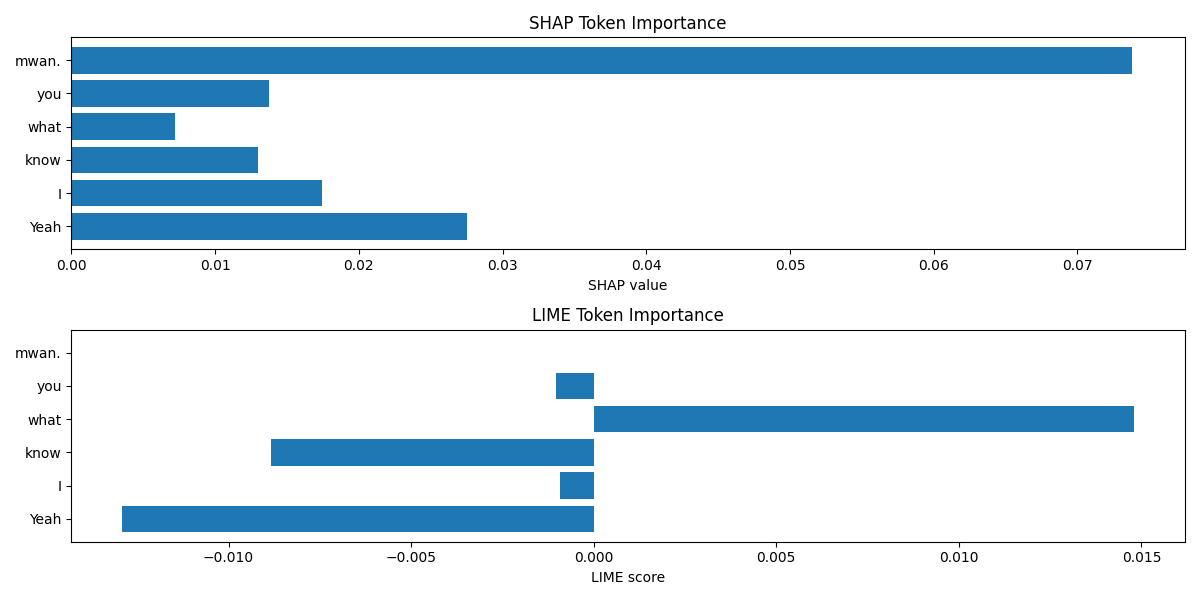 SHAP Token Importance
mwan.
you
what
know
I
Yeah
0.00 0.01 0.02 0.03 0.04 0.05 0.06 0.07
SHAP value
LIME Token Importance
mwan.
you
what
know
I
Yeah
−0.010 −0.005 0.000 0.005 0.010 0.015
LIME score